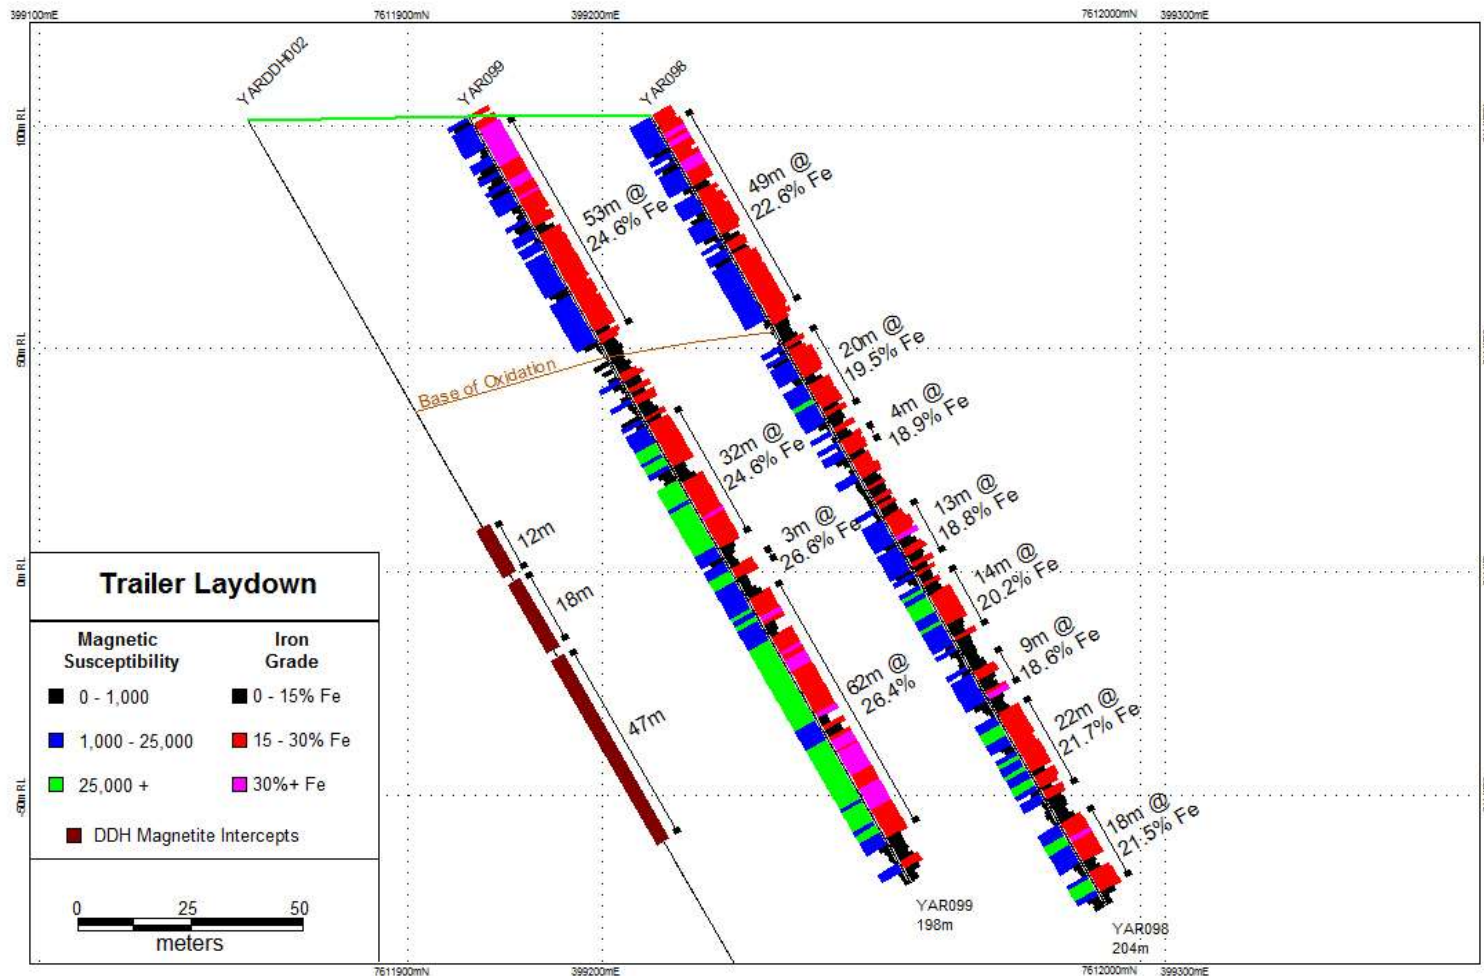 399100mE
7611900mN
399200mE
7612000mN
399300mE
YARDDH002
YAR099
YAR098
100m RL
50m RL
0m RL
-50m RL
53m @
24.6% Fe
49m @
22.6% Fe
Base of Oxidation
20m @
19.5% Fe
4m @
18.9% Fe
32m @
24.6% Fe
3m @
26.6% Fe
13m @
18.8% Fe
14m @
20.2% Fe
9m @
18.6% Fe
62m @
26.4%
22m @
21.7% Fe
18m @
21.5% Fe
12m
18m
47m
YAR099
198m
YAR098
204m
Trailer Laydown
Magnetic
Susceptibility
Iron
Grade
0 - 1,000
0 - 15% Fe
1,000 - 25,000
15 - 30% Fe
25,000 +
30%+ Fe
DDH Magnetite Intercepts
0
25
50
meters
7611900mN
399200mE
7612000mN
399300mE